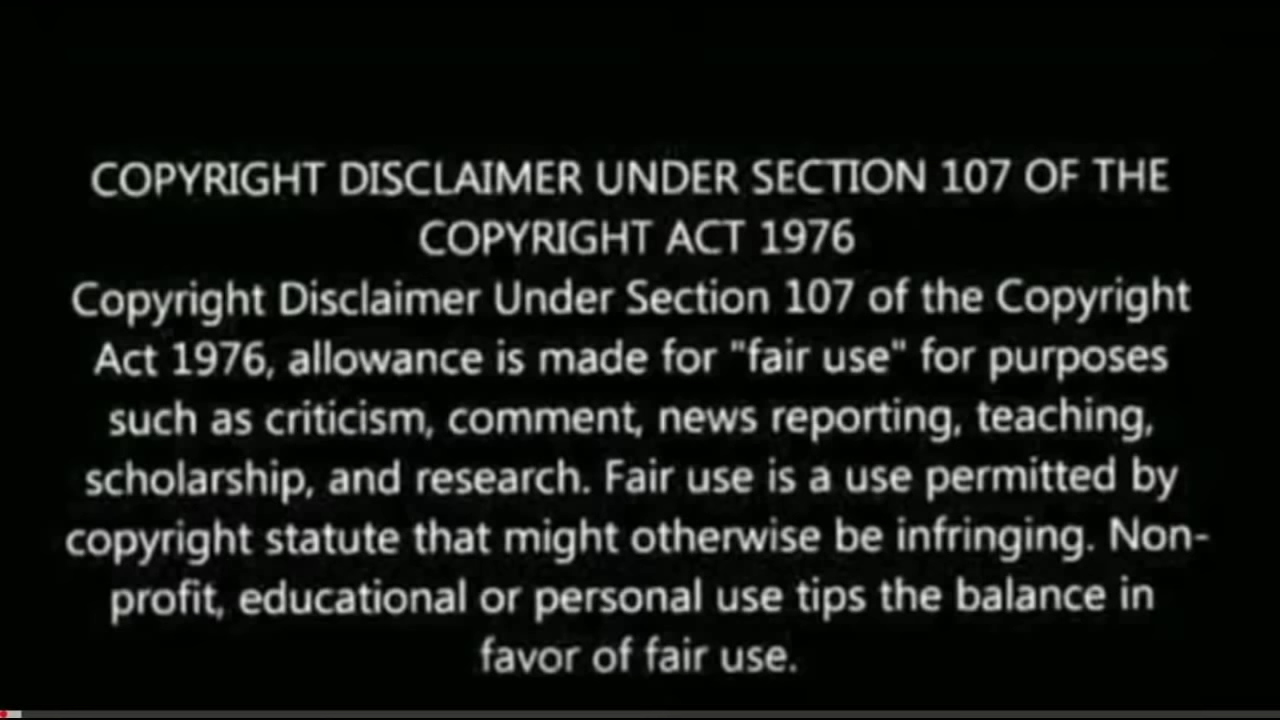 COPYRIGHT DISCLAIMER UNDER SECTION 107 OF THE
COPYRIGHT ACT 1976
Copyright Disclaimer Under Section 107 of the Copyright
Act 1976, allowance is made for "fair use" for purposes
such as criticism, comment, news reporting, teaching,
scholarship, and research. Fair use is a use permitted by
copyright statute that might otherwise be infringing. Non-
profit, educational or personal use tips the balance in
favor of fair use.